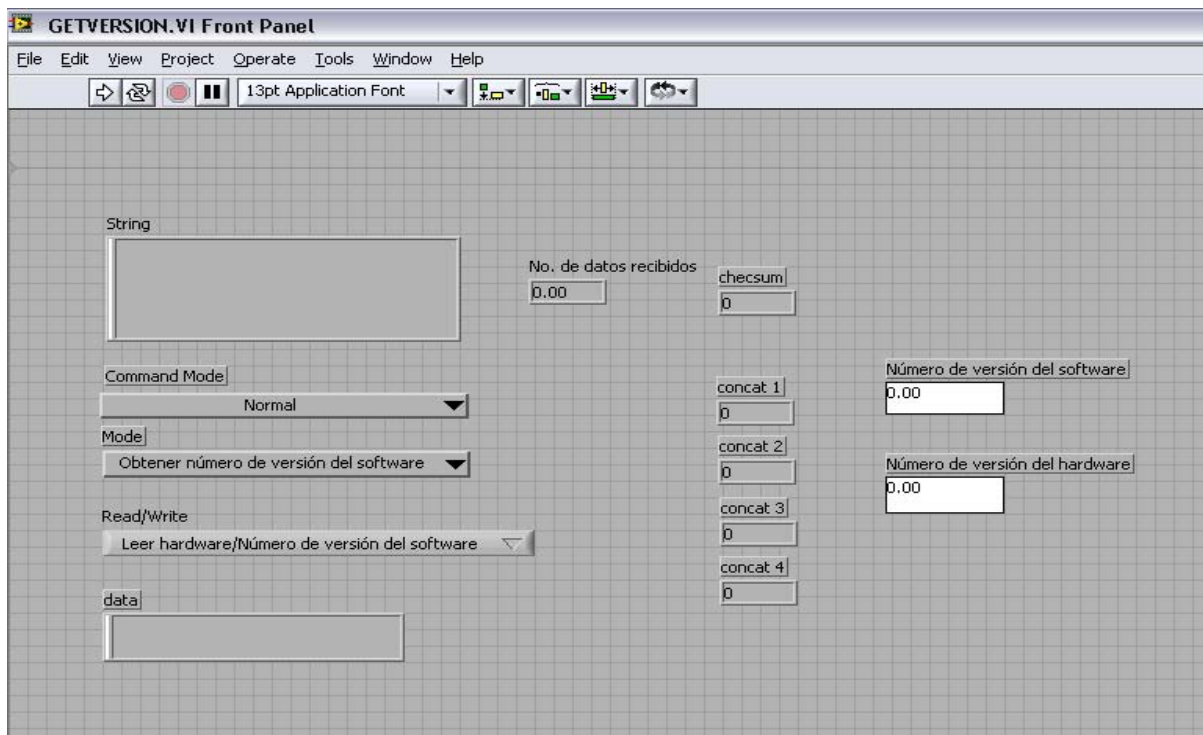 GETVERSION.VI Front Panel
File Edit View Project Operate Tools Window Help
13pt Application Font
String
No. de datos recibidos
0.00
checsum
0
Command Mode
Normal
Mode
Obtener número de versión del software
Read/Write
Leer hardware/Número de versión del software
data
concat 1
0
concat 2
0
concat 3
0
concat 4
0
Número de versión del software
0.00
Número de versión del hardware
0.00